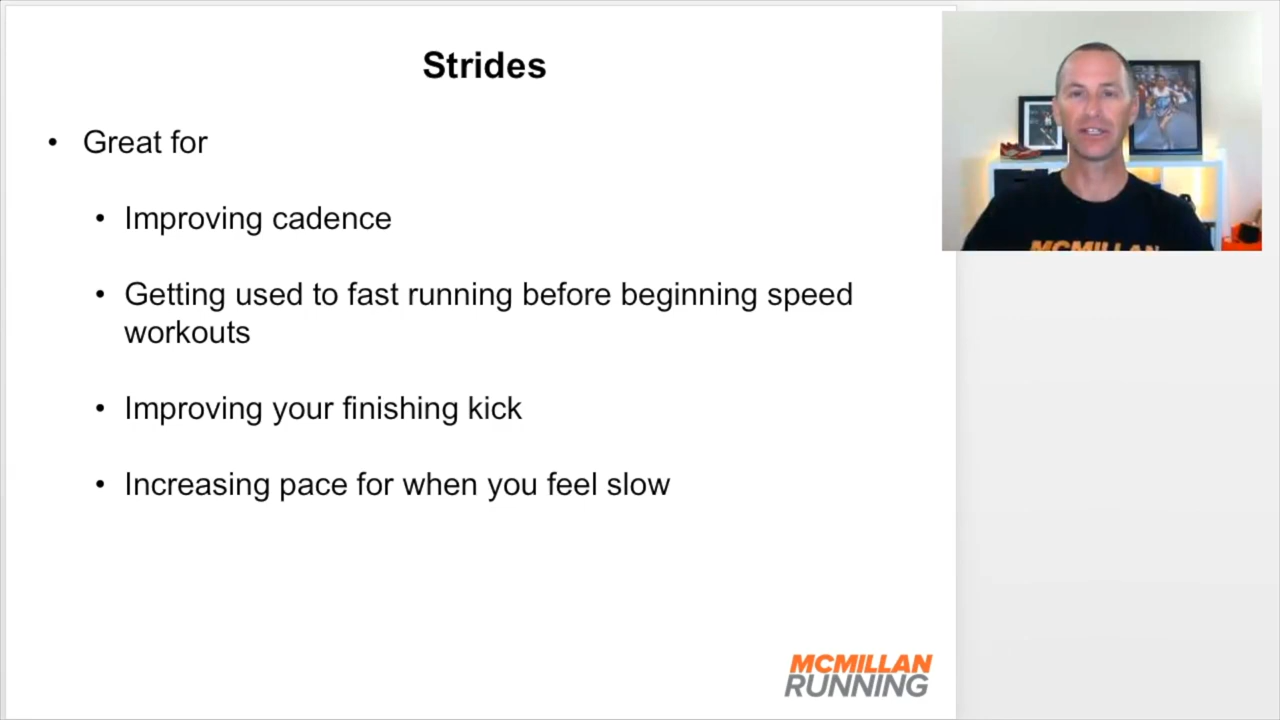 Strides
• Great for
• Improving cadence
• Getting used to fast running before beginning speed
workouts
• Improving your finishing kick
• Increasing pace for when you feel slow
MCMILLAN
MCMILLAN
RUNNING